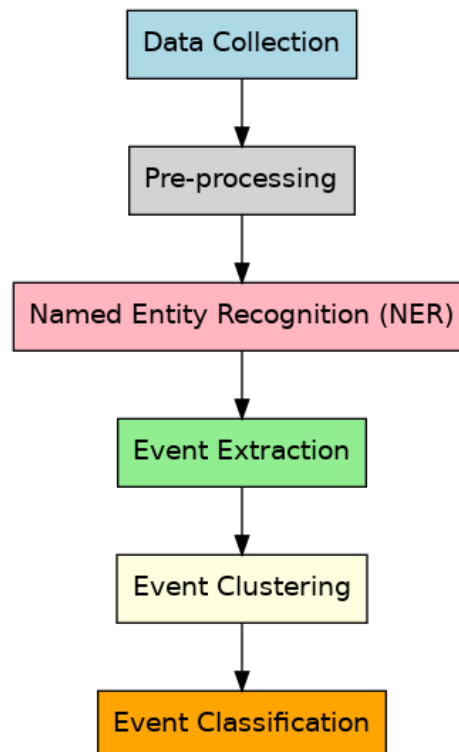 Data Collection
Pre-processing
Named Entity Recognition (NER)
Event Extraction
Event Clustering
Event Classification